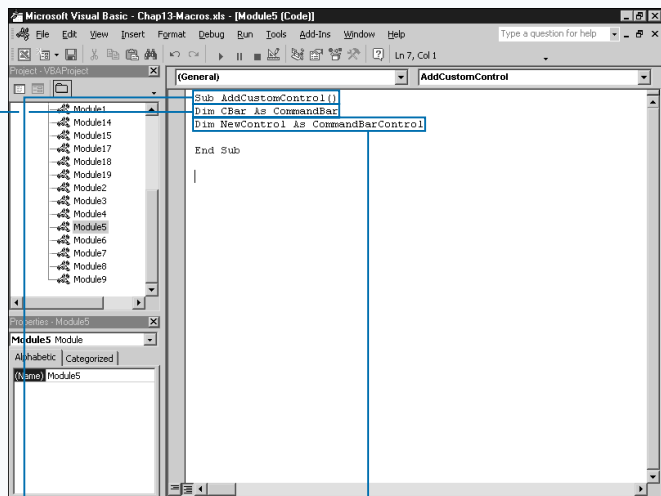 Microsoft Visual Basic - Chap13-Macros.xls - [Module5 (Code)]
File Edit View Insert Format Debug Run Tools Add-Ins Window Help Type a question for help
Ln 7, Col 1
Project - VBAProject
(General) AddCustomControl
Module1
Module14
Module15
Module17
Module18
Module19
Module2
Module3
Module4
Module5
Module6
Module7
Module8
Module9
Sub AddCustomControl()
Dim CBar As CommandBar
Dim NewControl As CommandBarControl
End Sub
Properties - Module5
Module5 Module
Alphabetic Categorized
(Name) Module5